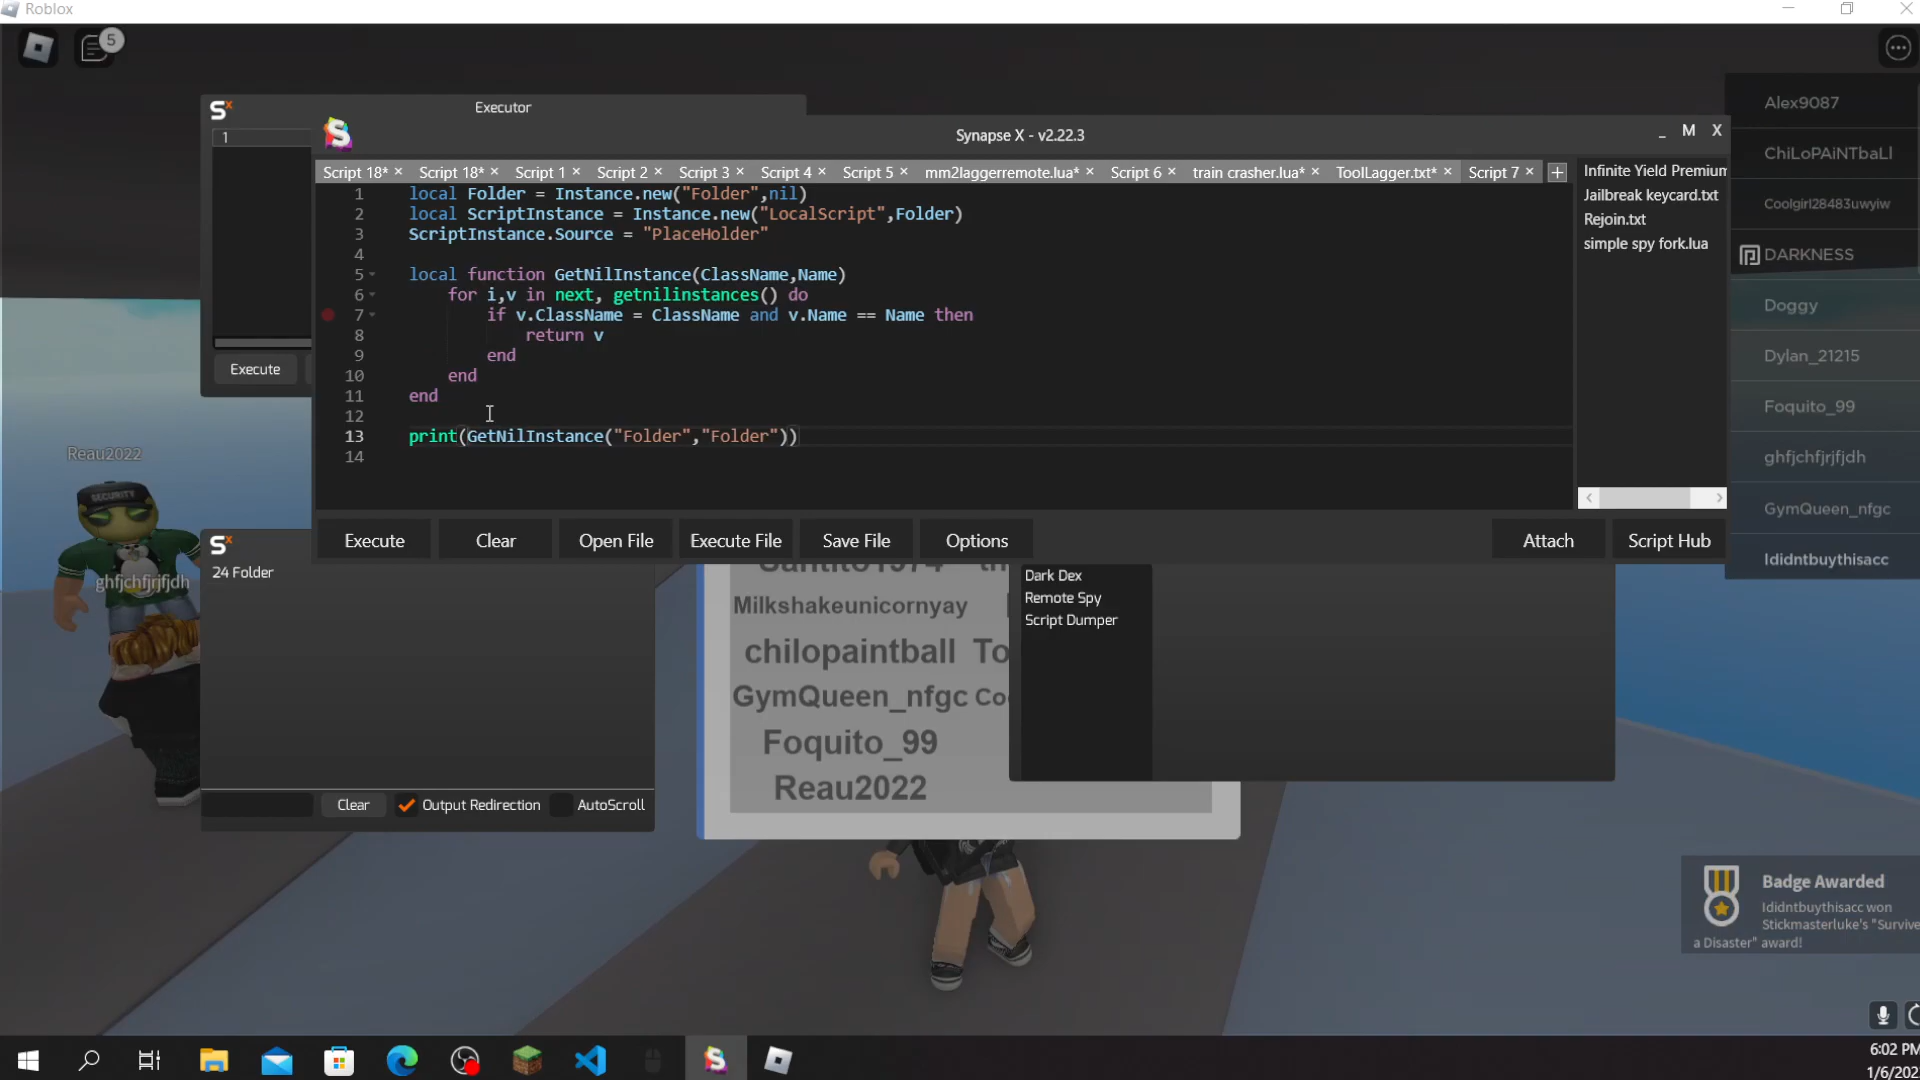 Roblox
5
Executor
1
Execute
Synapse X - v2.22.3
_ M X
Script 18* × Script 18* × Script 1 × Script 2 × Script 3 × Script 4 × Script 5 × mm2laggerremote.lua* × Script 6 × train crasher.lua* × ToolLagger.txt* × Script 7 × +
1 local Folder = Instance.new("Folder",nil)
2 local ScriptInstance = Instance.new("LocalScript",Folder)
3 ScriptInstance.Source = "PlaceHolder"
4
5 local function GetNilInstance(ClassName,Name)
6 for i,v in next, getnilinstances() do
7 if v.ClassName = ClassName and v.Name == Name then
8 return v
9 end
10 end
11 end
12
13 print(GetNilInstance("Folder","Folder"))
14
Infinite Yield Premium
Jailbreak keycard.txt
Rejoin.txt
simple spy fork.lua
Execute Clear Open File Execute File Save File Options Attach Script Hub
Alex9087
ChiLoPAiNTbaLl
Coolgirl28483uwyiw
DARKNESS
Doggy
Dylan_21215
Foquito_99
ghfjchfjrjfjdh
GymQueen_nfgc
Ididntbuythisacc
Reau2022
SECURITY
ghfjchfjrjfjdh
24 Folder
Clear Output Redirection AutoScroll
Milkshakeunicornyay
chilopaintball To
GymQueen_nfgc Co
Foquito_99
Reau2022
Dark Dex
Remote Spy
Script Dumper
Badge Awarded
Ididntbuythisacc won
Stickmasterluke's "Survive
a Disaster" award!
6:02 PM
1/6/202